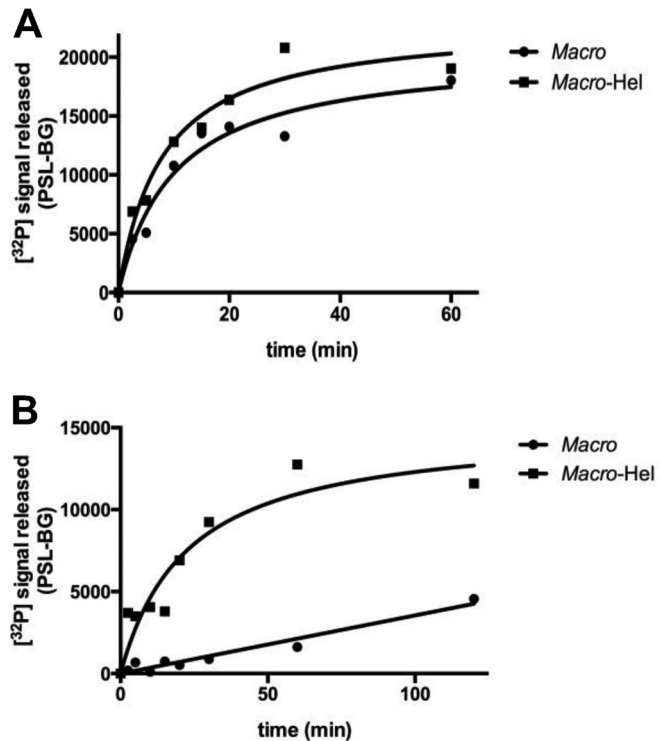 A
[³²P] signal released
(PSL-BG)
20000
15000
10000
5000
0
0 20 40 60
time (min)
Macro
Macro-Hel
B
[³²P] signal released
(PSL-BG)
15000
10000
5000
0
0 50 100
time (min)
Macro
Macro-Hel